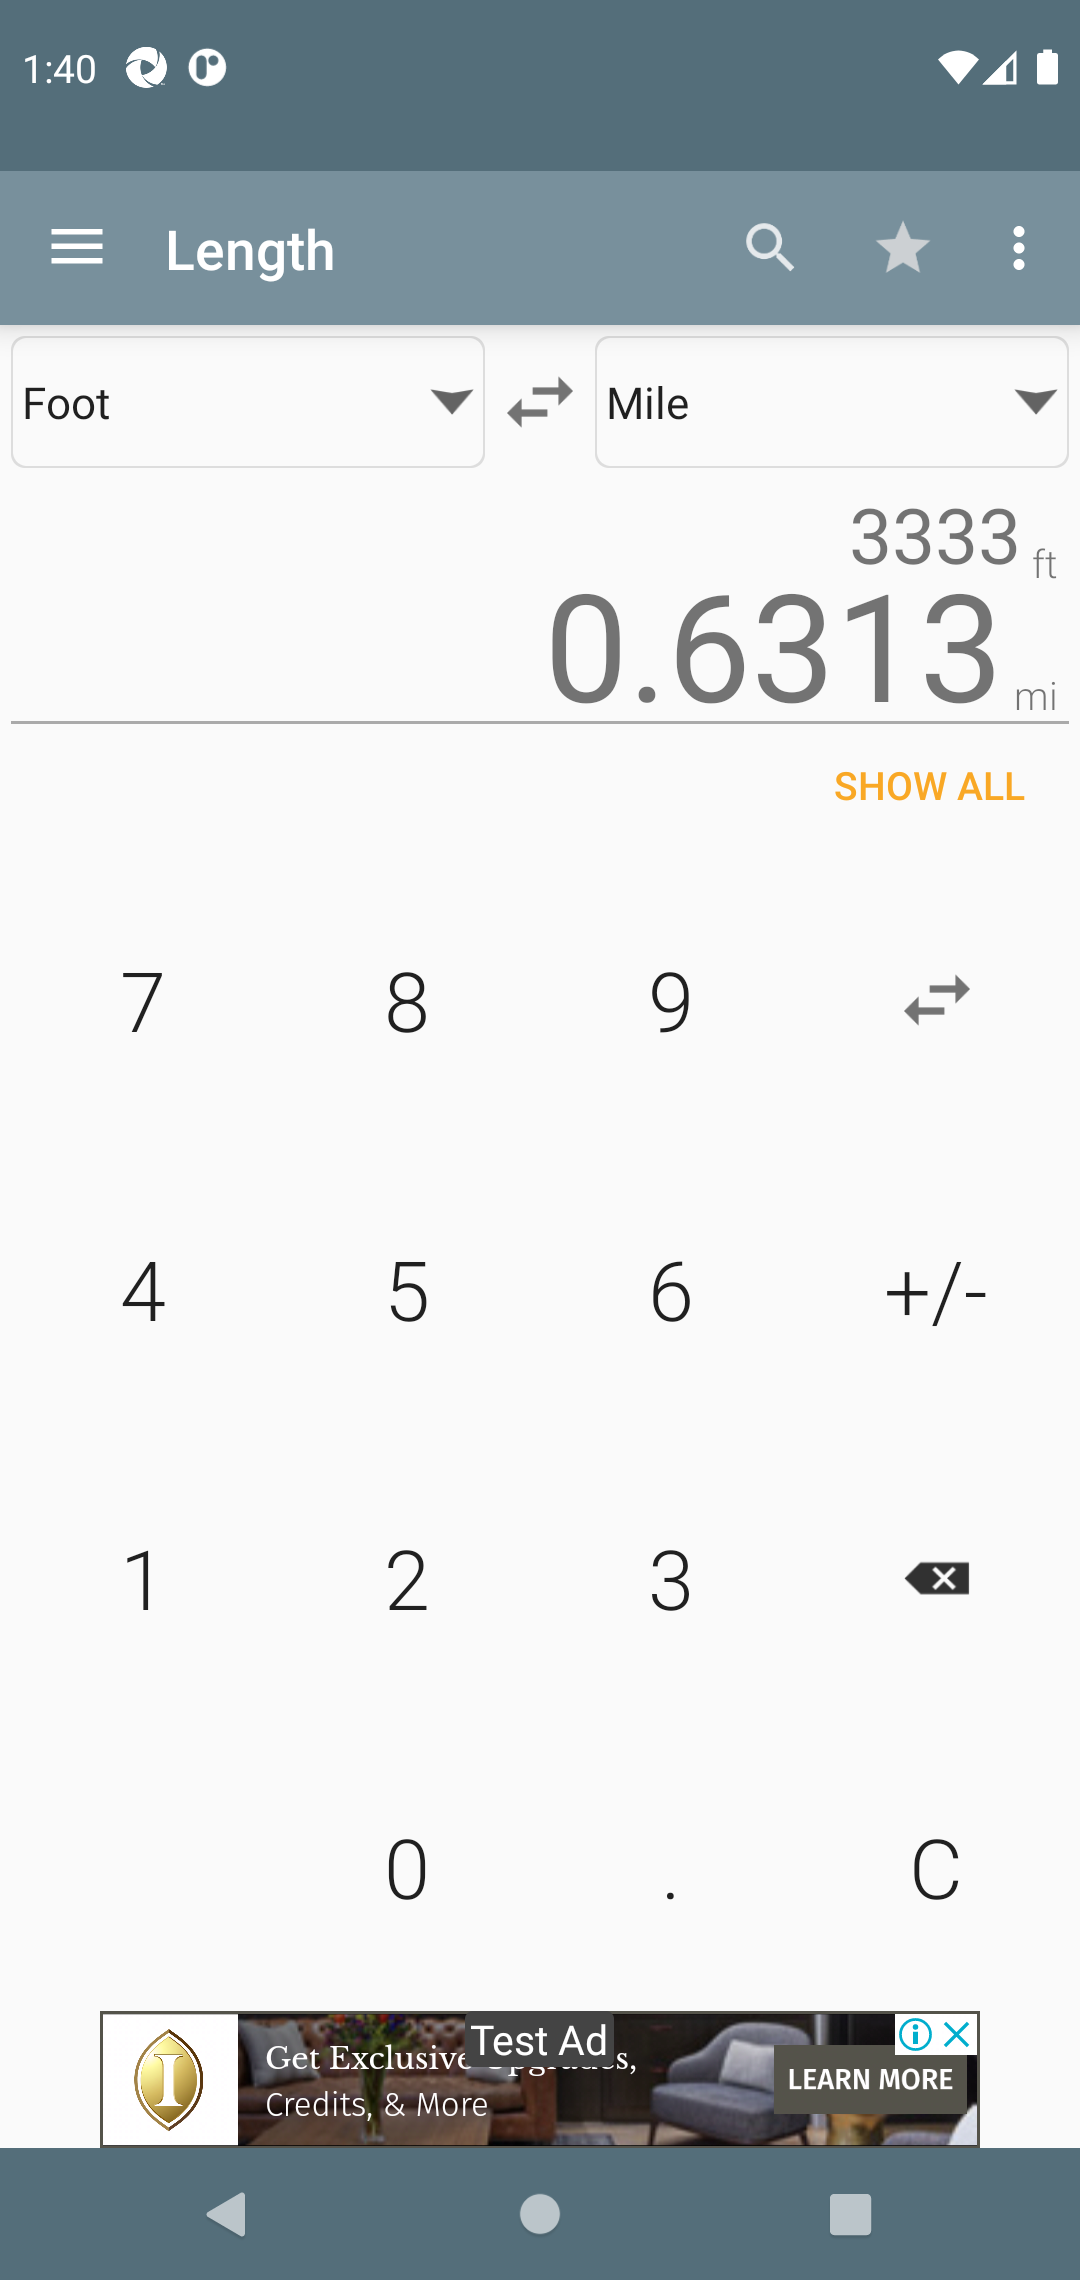 1:40
Length
Foot
Mile
3333 ft
0.6313 mi
SHOW ALL
7 8 9
4 5 6 +/-
1 2 3
0 . C
Test Ad
Get Exclusive Upgrades,
Credits, & More
LEARN MORE